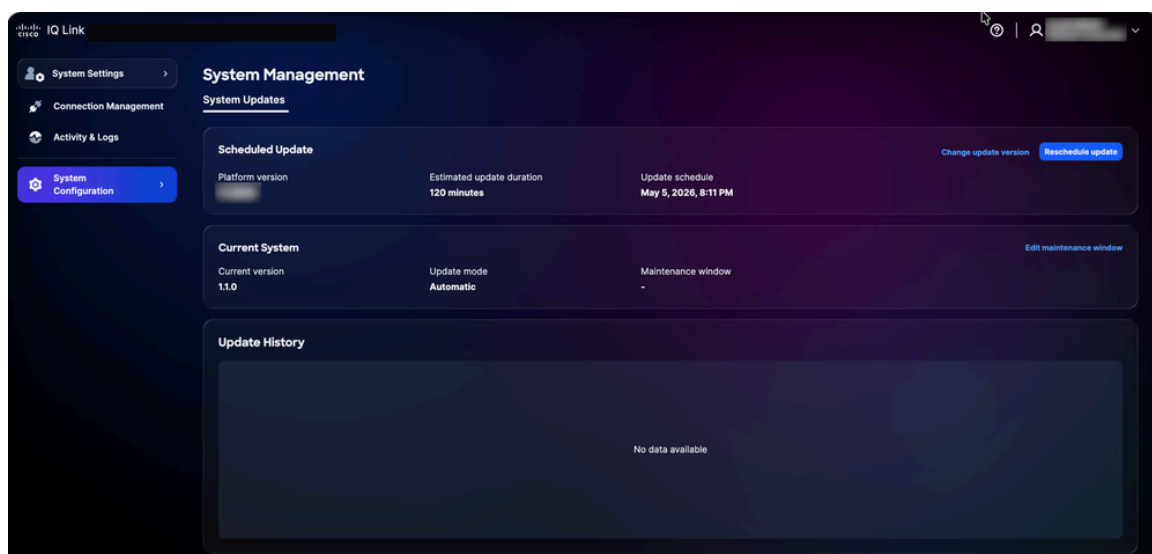 CISCO IQ Link
System Settings
Connection Management
Activity & Logs
System
Configuration
System Management
System Updates
Scheduled Update
Change update version Reschedule update
Platform version Estimated update duration Update schedule
120 minutes May 5, 2026, 8:11 PM
Current System
Edit maintenance window
Current version Update mode Maintenance window
1.1.0 Automatic -
Update History
No data available